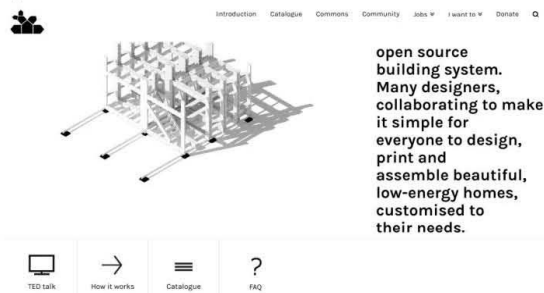 Introduction Catalogue Commons Community Jobs I want to Donate
open source
building system.
Many designers,
collaborating to make
it simple for
everyone to design,
print and
assemble beautiful,
low-energy homes,
customised to
their needs.
?
TED talk How it works Catalogue FAQ